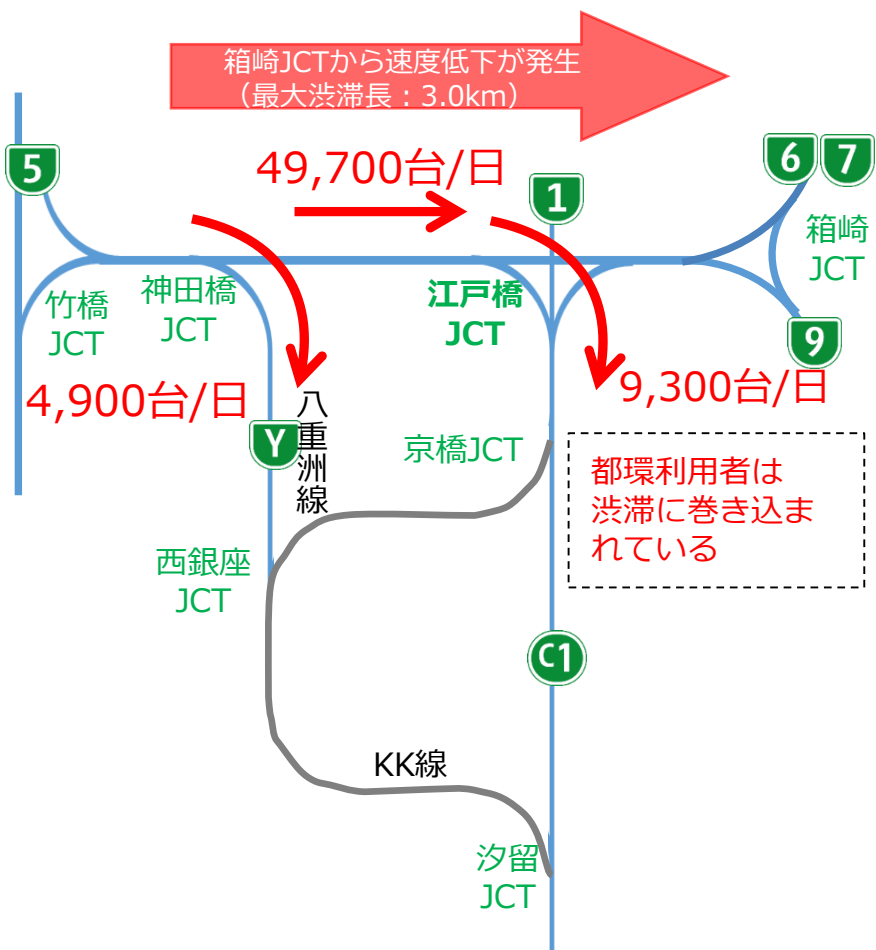 箱崎JCTから速度低下が発生
（最大渋滞長：3.0km）
5
49,700台/日
1
6
7
箱崎
JCT
竹橋
JCT
神田橋
JCT
江戸橋
JCT
9
4,900台/日
9,300台/日
Y
八重洲線
京橋JCT
都環利用者は
渋滞に巻き込ま
れている
西銀座
JCT
C1
KK線
汐留
JCT